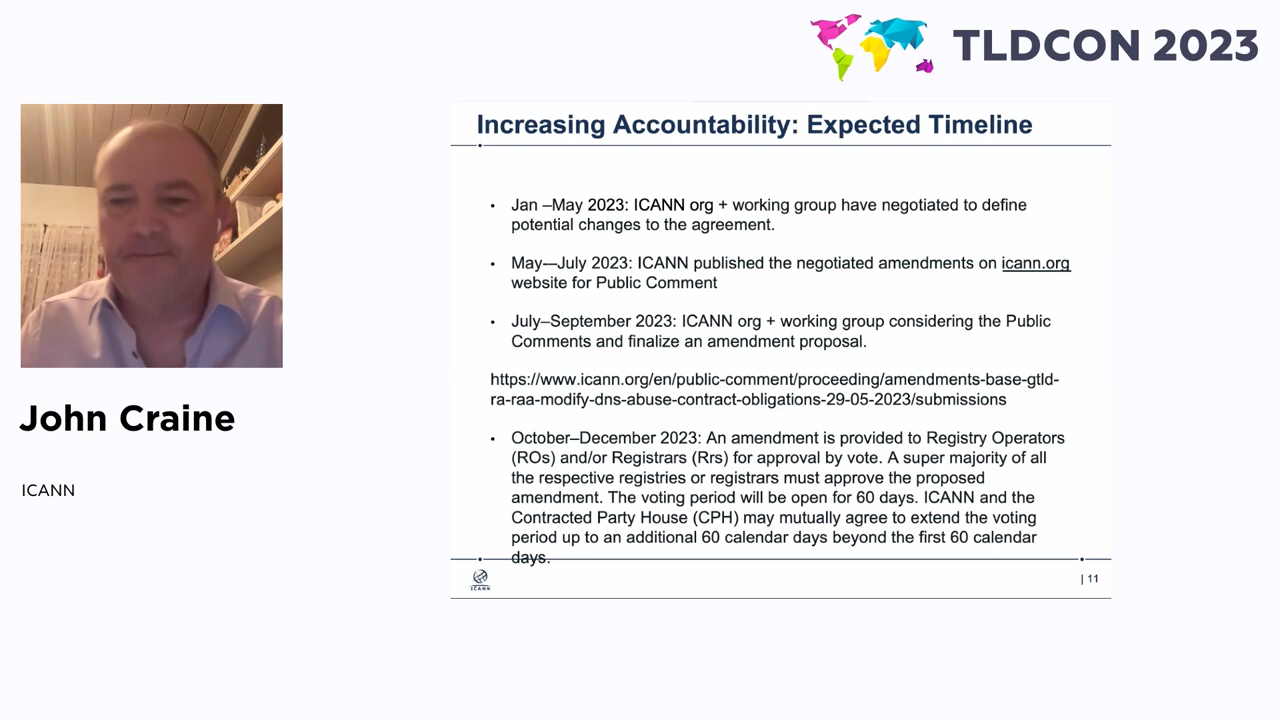 TLDCON 2023
Increasing Accountability: Expected Timeline
• Jan –May 2023: ICANN org + working group have negotiated to define
potential changes to the agreement.
• May-–July 2023: ICANN published the negotiated amendments on icann.org
website for Public Comment
• July–September 2023: ICANN org + working group considering the Public
Comments and finalize an amendment proposal.
https://www.icann.org/en/public-comment/proceeding/amendments-base-gtld-
ra-raa-modify-dns-abuse-contract-obligations-29-05-2023/submissions
• October–December 2023: An amendment is provided to Registry Operators
(ROs) and/or Registrars (Rrs) for approval by vote. A super majority of all
the respective registries or registrars must approve the proposed
amendment. The voting period will be open for 60 days. ICANN and the
Contracted Party House (CPH) may mutually agree to extend the voting
period up to an additional 60 calendar days beyond the first 60 calendar
days.
ICANN
| 11
John Craine
ICANN